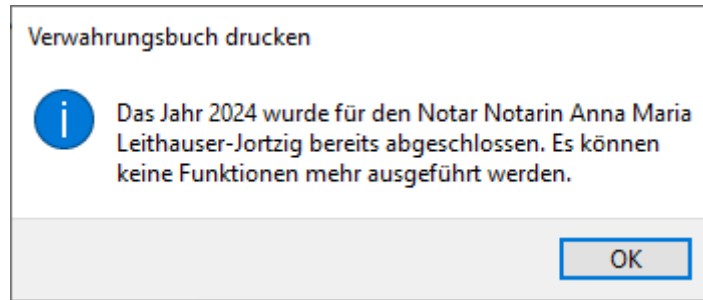 Verwahrungsbuch drucken
Das Jahr 2024 wurde für den Notar Notarin Anna Maria
Leithauser-Jortzig bereits abgeschlossen. Es können
keine Funktionen mehr ausgeführt werden.
OK